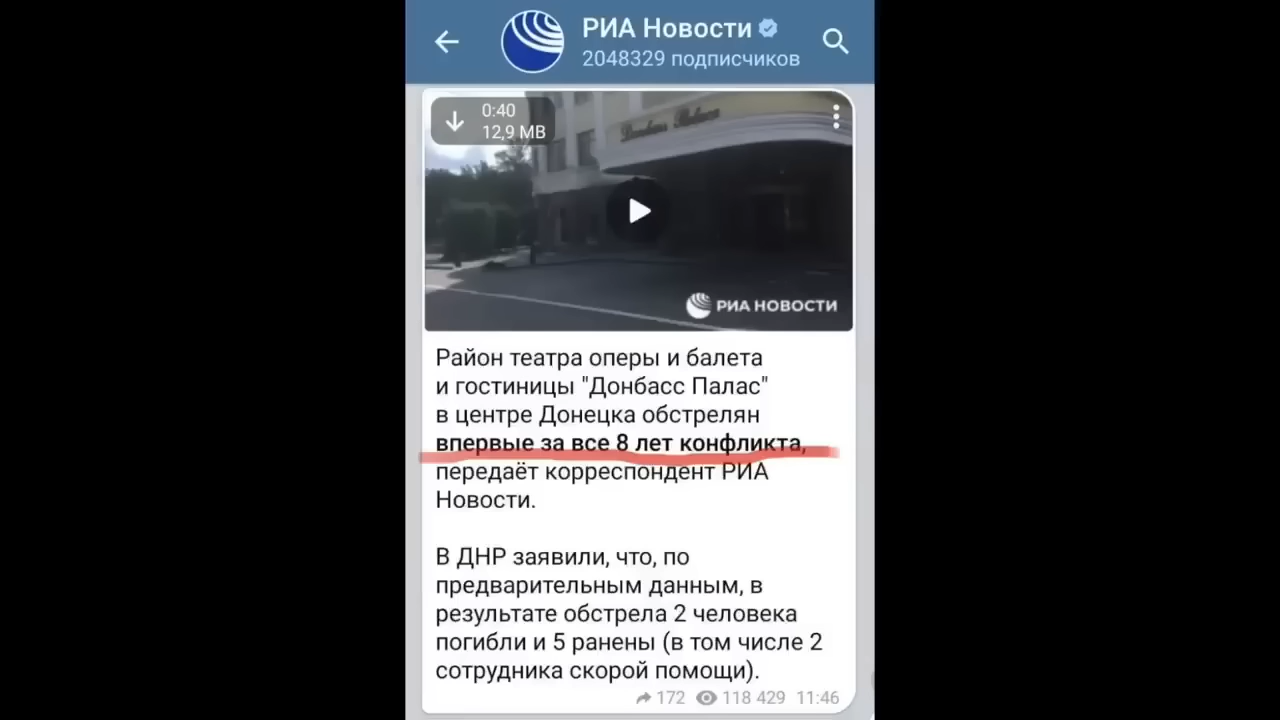 РИА Новости
2048329 подписчиков
0:40
12,9 MB
Donbass Palace
РИА НОВОСТИ
Район театра оперы и балета
и гостиницы "Донбасс Палас"
в центре Донецка обстрелян
впервые за все 8 лет конфликта,
передаёт корреспондент РИА
Новости.
В ДНР заявили, что, по
предварительным данным, в
результате обстрела 2 человека
погибли и 5 ранены (в том числе 2
сотрудника скорой помощи).
172 118 429 11:46